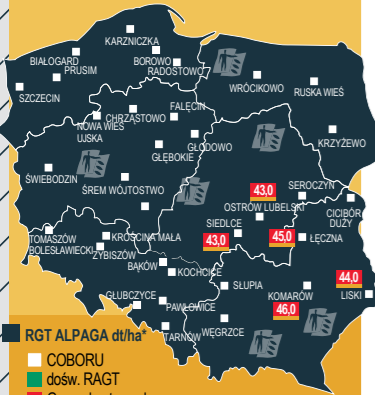 KARZNICZKA
BIAŁOGARD
PRUSIM
BOROWO
RADOSTOWO
SZCZECIN
WRÓCIKOWO
RUSKA WIEŚ
NOWA WIEŚ
UJSKA
CHRZĄSTOWO
FALĘCIN
GŁĘBOKIE
GŁODOWO
KRZYŻEWO
ŚWIEBODZIN
ŚREM WÓJTOSTWO
43,0
OSTRÓW LUBELSKI
SEROCZYN
CICIBÓR
DUŻY
TOMASZÓW
BOLESŁAWIECKI
KROŚCINA MAŁA
ZYBISZÓW
SIEDLCE
43,0
45,0
ŁĘCZNA
BĄKÓW
KOCHCICE
GŁUBCZYCE
PAWŁOWICE
SŁUPIA
KOMARÓW
46,0
44,0
LISKI
TARNÓW
WĘGRZCE
RGT ALPAGA dt/ha*
COBORU
dośw. RAGT